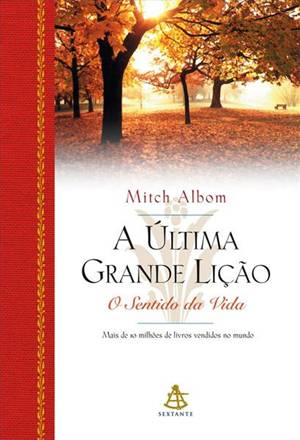 Mitch Albom
A ÚLTIMA
GRANDE LIÇÃO
O Sentido da Vida
Mais de 10 milhões de livros vendidos no mundo
SEXTANTE